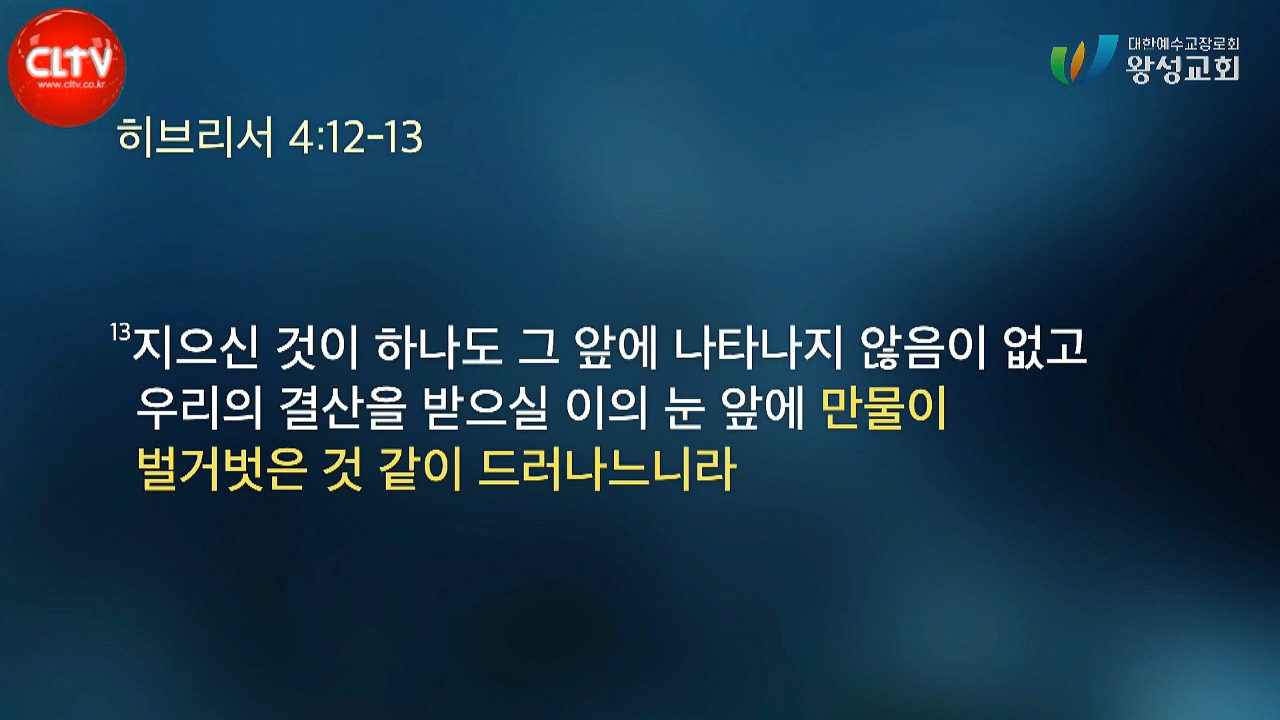 CLTV
www.cltv.co.kr
대한예수교장로회
왕성교회
히브리서 4:12-13
13지으신 것이 하나도 그 앞에 나타나지 않음이 없고
우리의 결산을 받으실 이의 눈 앞에 만물이
벌거벗은 것 같이 드러나느니라